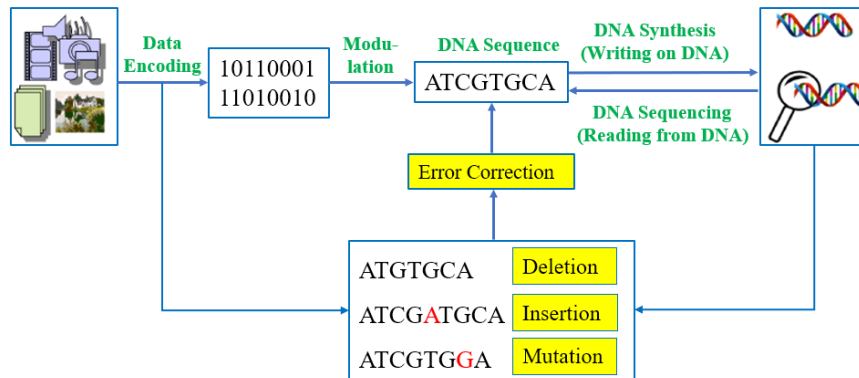 Data
Encoding
10110001
11010010
Modu-
lation
DNA Sequence
ATCGTGCA
DNA Synthesis
(Writing on DNA)
DNA Sequencing
(Reading from DNA)
Error Correction
ATGTGCA
Deletion
ATCGATGCA
Insertion
ATCGTGGA
Mutation